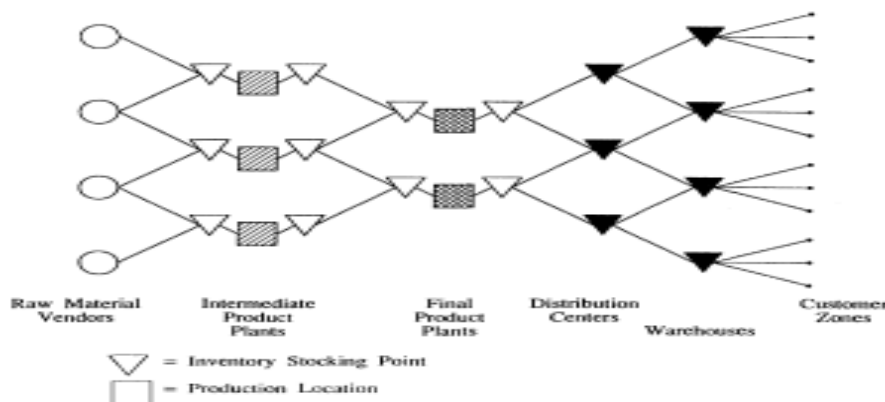 Raw Material
Vendors
Intermediate
Product
Plants
Final
Product
Plants
Distribution
Centers
Warehouses
Customer
Zones
= Inventory Stocking Point
= Production Location